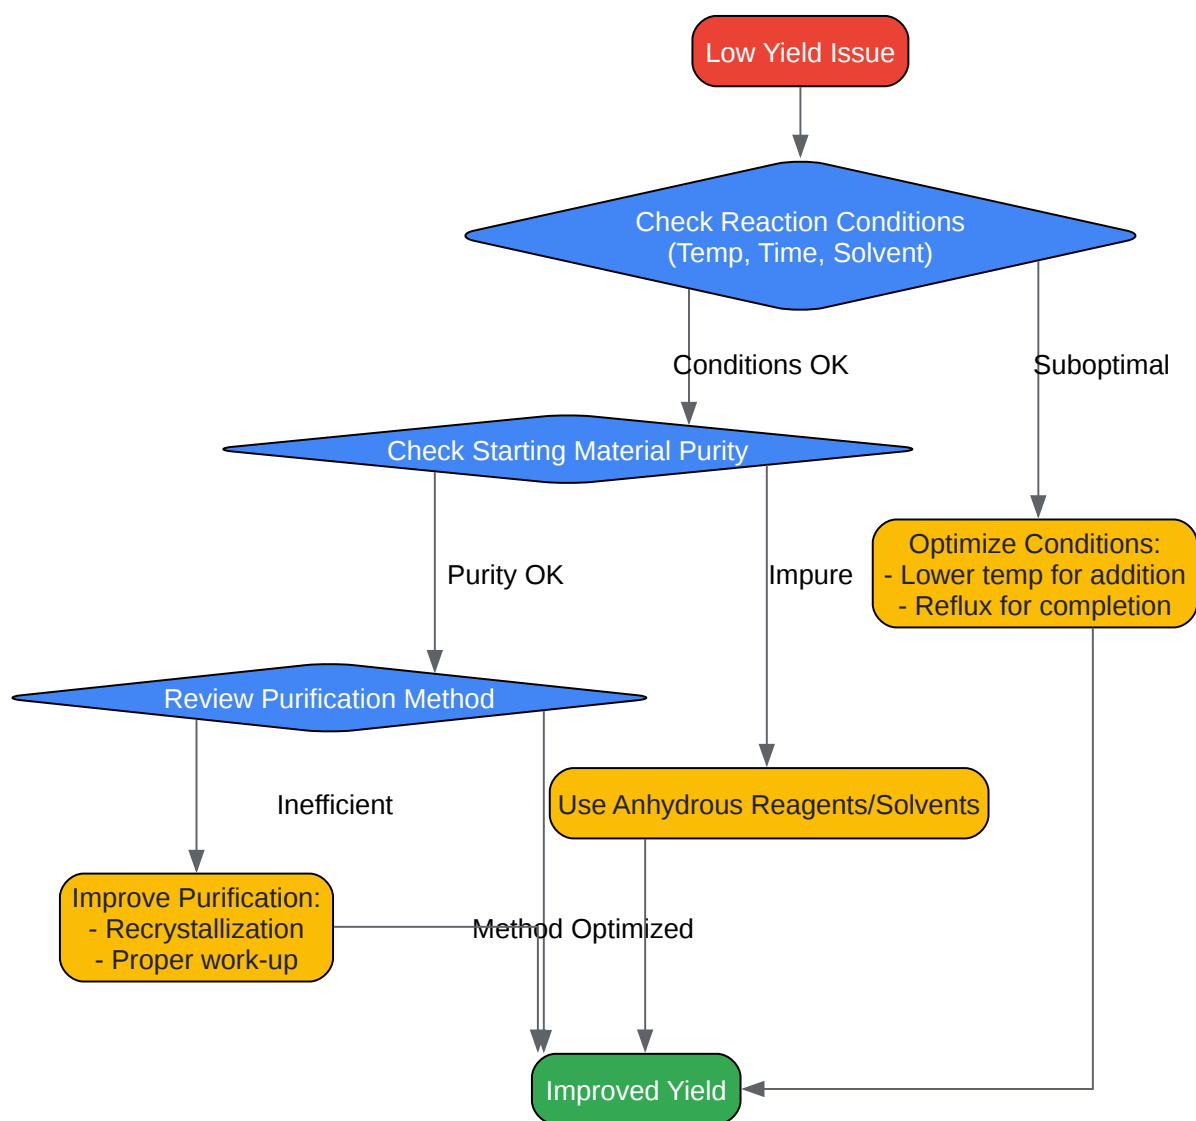 Low Yield Issue
Check Reaction Conditions
(Temp, Time, Solvent)
Conditions OK
Suboptimal
Check Starting Material Purity
Optimize Conditions:
- Lower temp for addition
- Reflux for completion
Purity OK
Impure
Review Purification Method
Inefficient
Use Anhydrous Reagents/Solvents
Improve Purification:
- Recrystallization
- Proper work-up
Method Optimized
Improved Yield